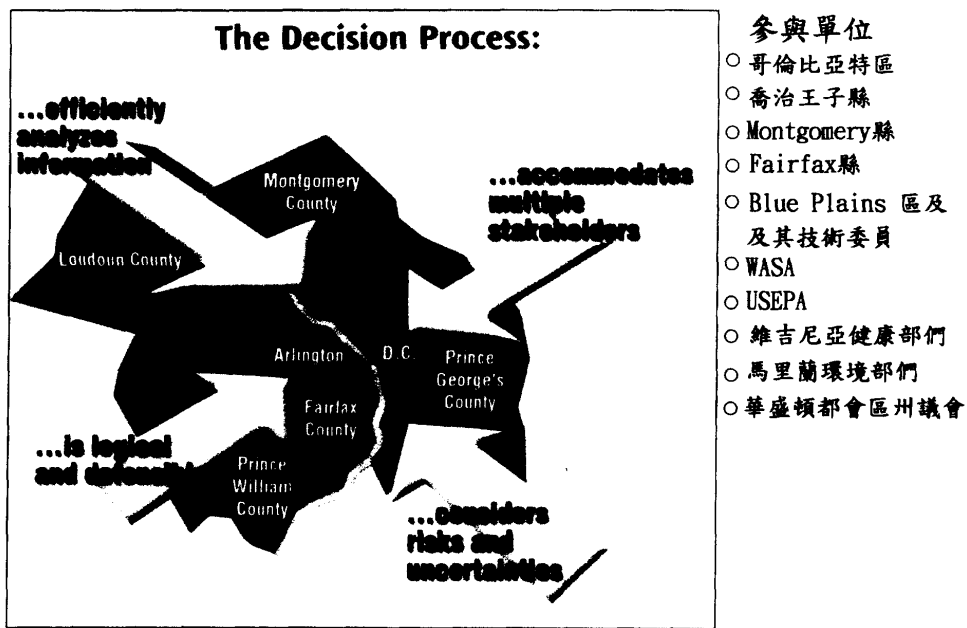 The Decision Process:
...efficiently
analyzes
information
Montgomery
County
...accommodates
multiple
stakeholders
Loudoun County
Arlington
D.C.
Prince
George's
County
Fairfax
County
...is logical
and defensibl
Prince
William
County
...considers
risks and
uncertainties
參與單位
○ 哥倫比亞特區
○ 喬治王子縣
○ Montgomery縣
○ Fairfax縣
○ Blue Plains 區及
及其技術委員
○ WASA
○ USEPA
○ 維吉尼亞健康部們
○ 馬里蘭環境部們
○ 華盛頓都會區州議會